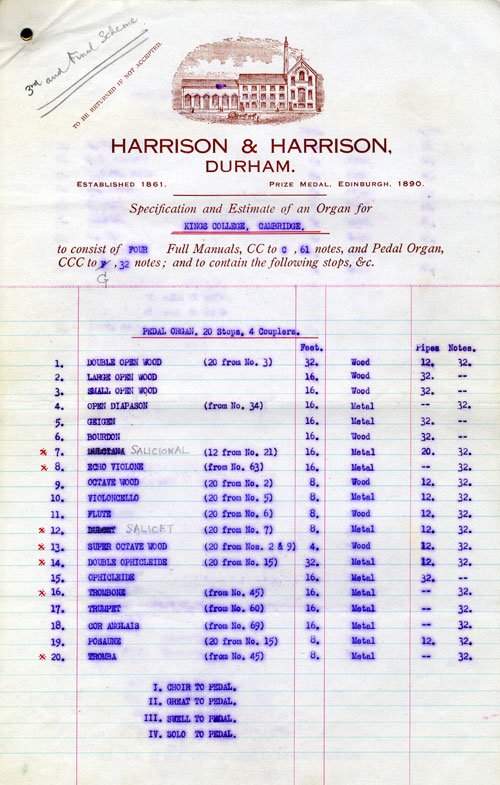 3rd and Final Scheme
TO BE RETURNED IF NOT ACCEPTED.
HARRISON & HARRISON,
DURHAM.
ESTABLISHED 1861. PRIZE MEDAL, EDINBURGH, 1890.
Specification and Estimate of an Organ for
KINGS COLLEGE, CAMBRIDGE.
to consist of FOUR Full Manuals, CC to C , 61 notes, and Pedal Organ,
CCC to F , 32 notes; and to contain the following stops, &c.
G
PEDAL ORGAN. 20 Stops, 4 Couplers.
Feet. Pipes Notes.
1. DOUBLE OPEN WOOD (20 from No. 3) 32. Wood 12. 32.
2. LARGE OPEN WOOD 16. Wood 32. --
3. SMALL OPEN WOOD 16. Wood 32. --
4. OPEN DIAPASON (from No. 34) 16. Metal -- 32.
5. GEIGEN 16. Metal 32. --
6. BOURDON 16. Wood 32. --
* 7. DULCIANA SALICIONAL (12 from No. 21) 16. Metal 20. 32.
* 8. ECHO VIOLONE (from No. 63) 16. Metal -- 32.
9. OCTAVE WOOD (20 from No. 2) 8. Wood 12. 32.
10. VIOLONCELLO (20 from No. 5) 8. Metal 12. 32.
11. FLUTE (20 from No. 6) 8. Wood 12. 32.
* 12. SALICET (20 from No. 7) 8. Metal 12. 32.
* 13. SUPER OCTAVE WOOD (20 from Nos. 2 & 9) 4. Wood 12. 32.
* 14. DOUBLE OPHICLEIDE (20 from No. 15) 32. Metal 12. 32.
15. OPHICLEIDE 16. Metal 32. --
* 16. TROMBONE (from No. 45) 16. Metal -- 32.
17. TRUMPET (from No. 60) 16. Metal -- 32.
18. COR ANGLAIS (from No. 69) 16. Metal -- 32.
19. POSAUNE (20 from No. 15) 8. Metal 12. 32.
* 20. TROMBA (from No. 45) 8. Metal -- 32.
I. CHOIR TO PEDAL.
II. GREAT TO PEDAL.
III. SWELL TO PEDAL.
IV. SOLO TO PEDAL.